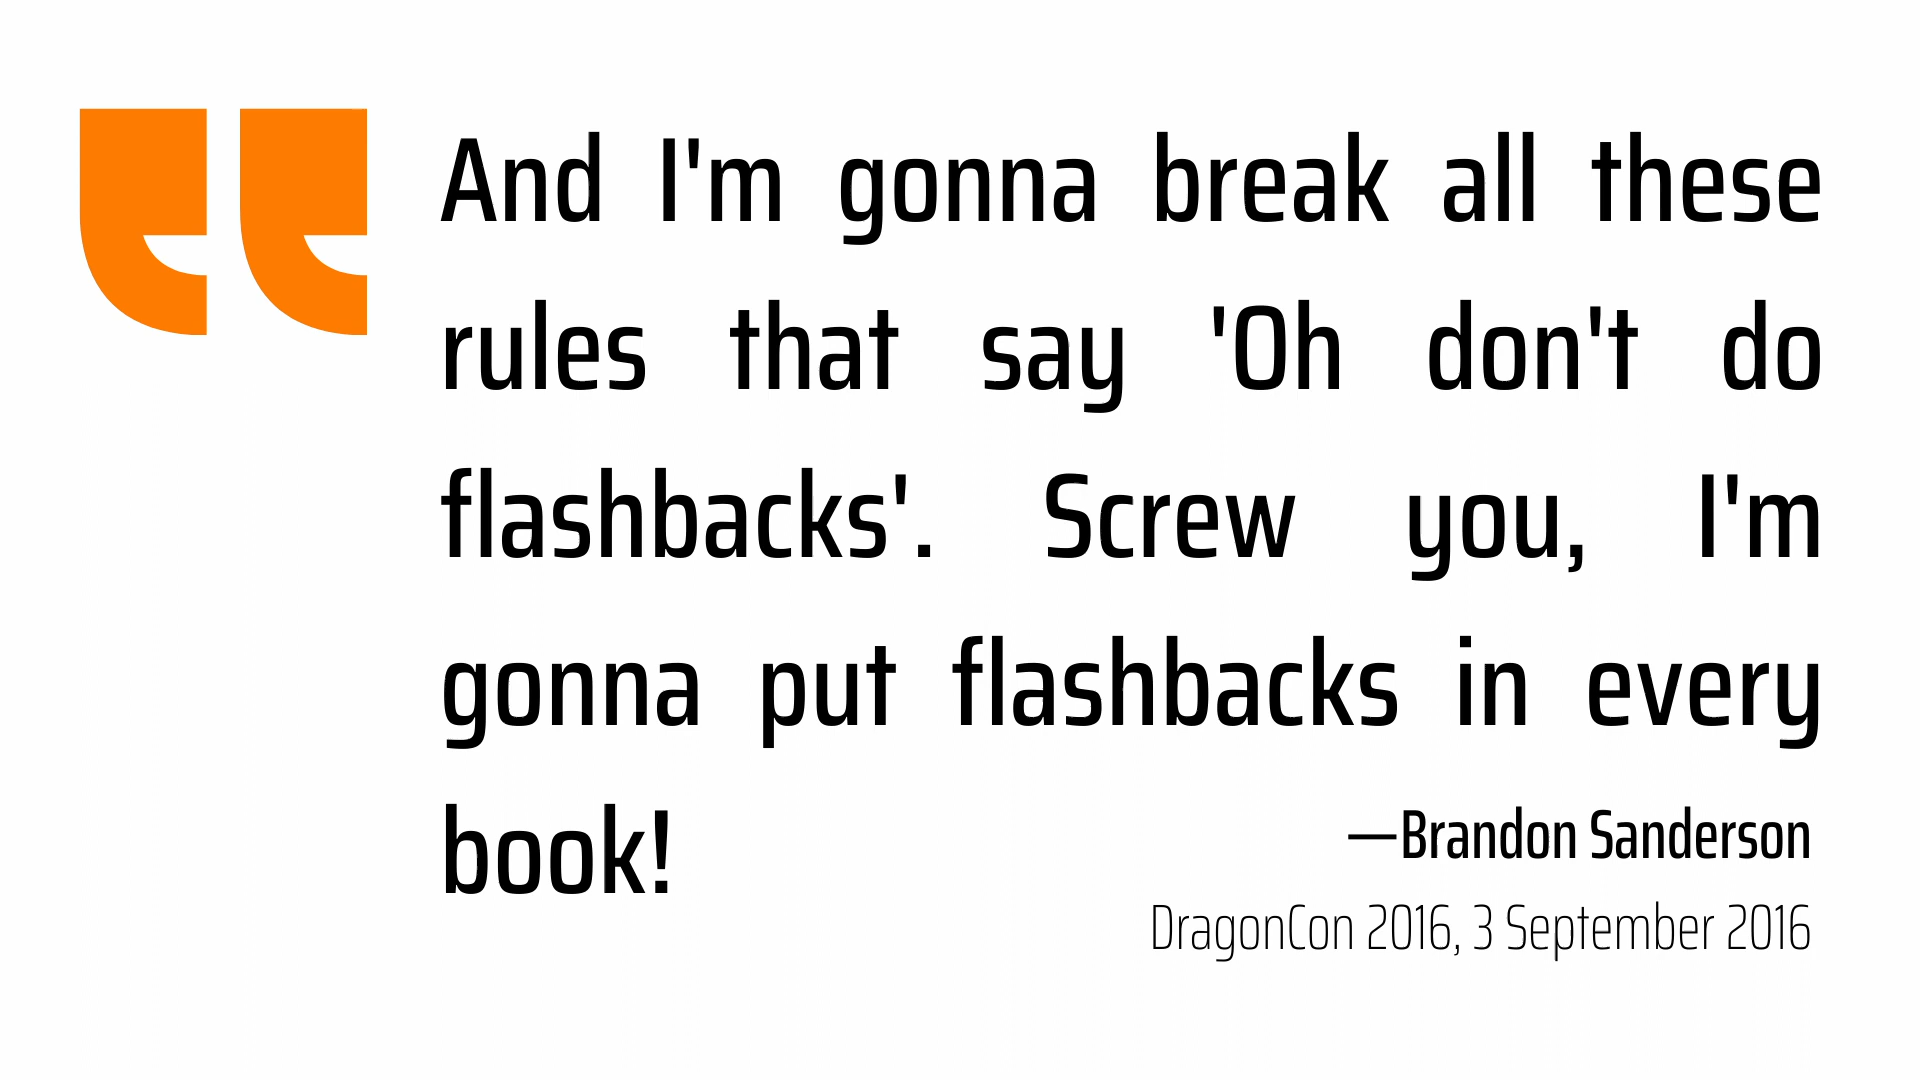 And I'm gonna break all these
rules that say 'Oh don't do
flashbacks'. Screw you, I'm
gonna put flashbacks in every
book!
—Brandon Sanderson
DragonCon 2016, 3 September 2016